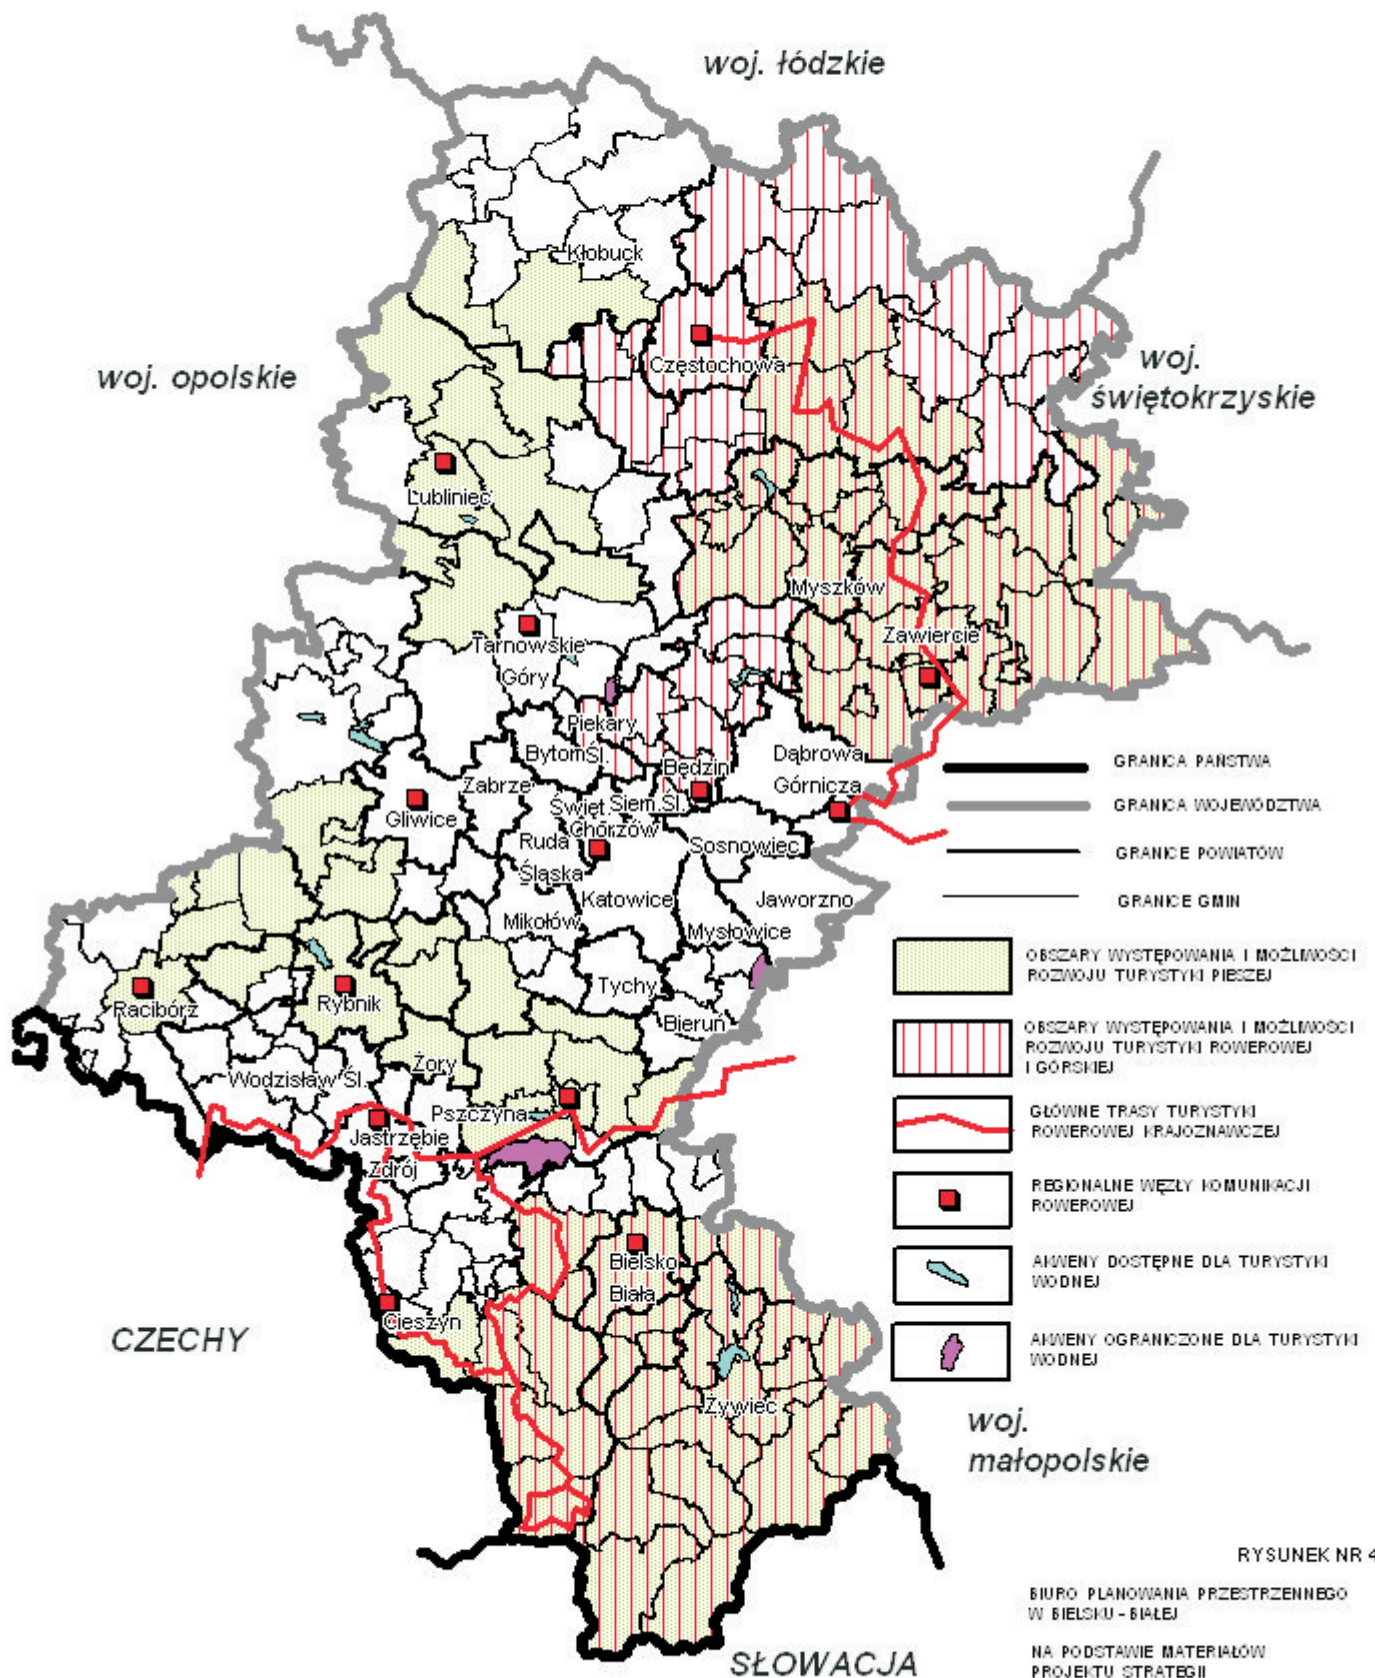 woj. łódzkie
Kłobuck
woj. opolskie
Częstochowa
woj.
świętokrzyskie
Lubliniec
Myszków
Zawiercie
Tarnowskie
Góry
Piekary
Śl.
Bytom
Będzin
Dąbrowa
Górnicza
Zabrze
Gliwice
Święt.
Siem.Śl.
Chorzów
Ruda
Śląska
Sosnowiec
Katowice
Jaworzno
Mikołów
Mysłowice
Tychy
Racibórz
Rybnik
Bieruń
Żory
Wodzisław Śl.
Pszczyna
Jastrzębie
Zdrój
Bielsko
Biała
Cieszyn
CZECHY
Żywiec
woj.
małopolskie
SŁOWACJA
GRANICA PAŃSTWA
GRANICA WOJEWÓDZTWA
GRANICE POWIATÓW
GRANICE GMIN
OBSZARY WYSTĘPOWANIA I MOŻLIWOŚCI
ROZWOJU TURYSTYKI PIESZEJ
OBSZARY WYSTĘPOWANIA I MOŻLIWOŚCI
ROZWOJU TURYSTYKI ROWEROWEJ
I GÓRSKIEJ
GŁÓWNE TRASY TURYSTYKI
ROWEROWEJ KRAJOZNAWCZEJ
REGIONALNE WĘZŁY KOMUNIKACJI
ROWEROWEJ
AKWENY DOSTĘPNE DLA TURYSTYKI
WODNEJ
AKWENY OGRANICZONE DLA TURYSTYKI
WODNEJ
RYSUNEK NR 4
BIURO PLANOWANIA PRZESTRZENNEGO
W BIELSKU - BIAŁEJ
NA PODSTAWIE MATERIAŁÓW
PROJEKTU STRATEGII